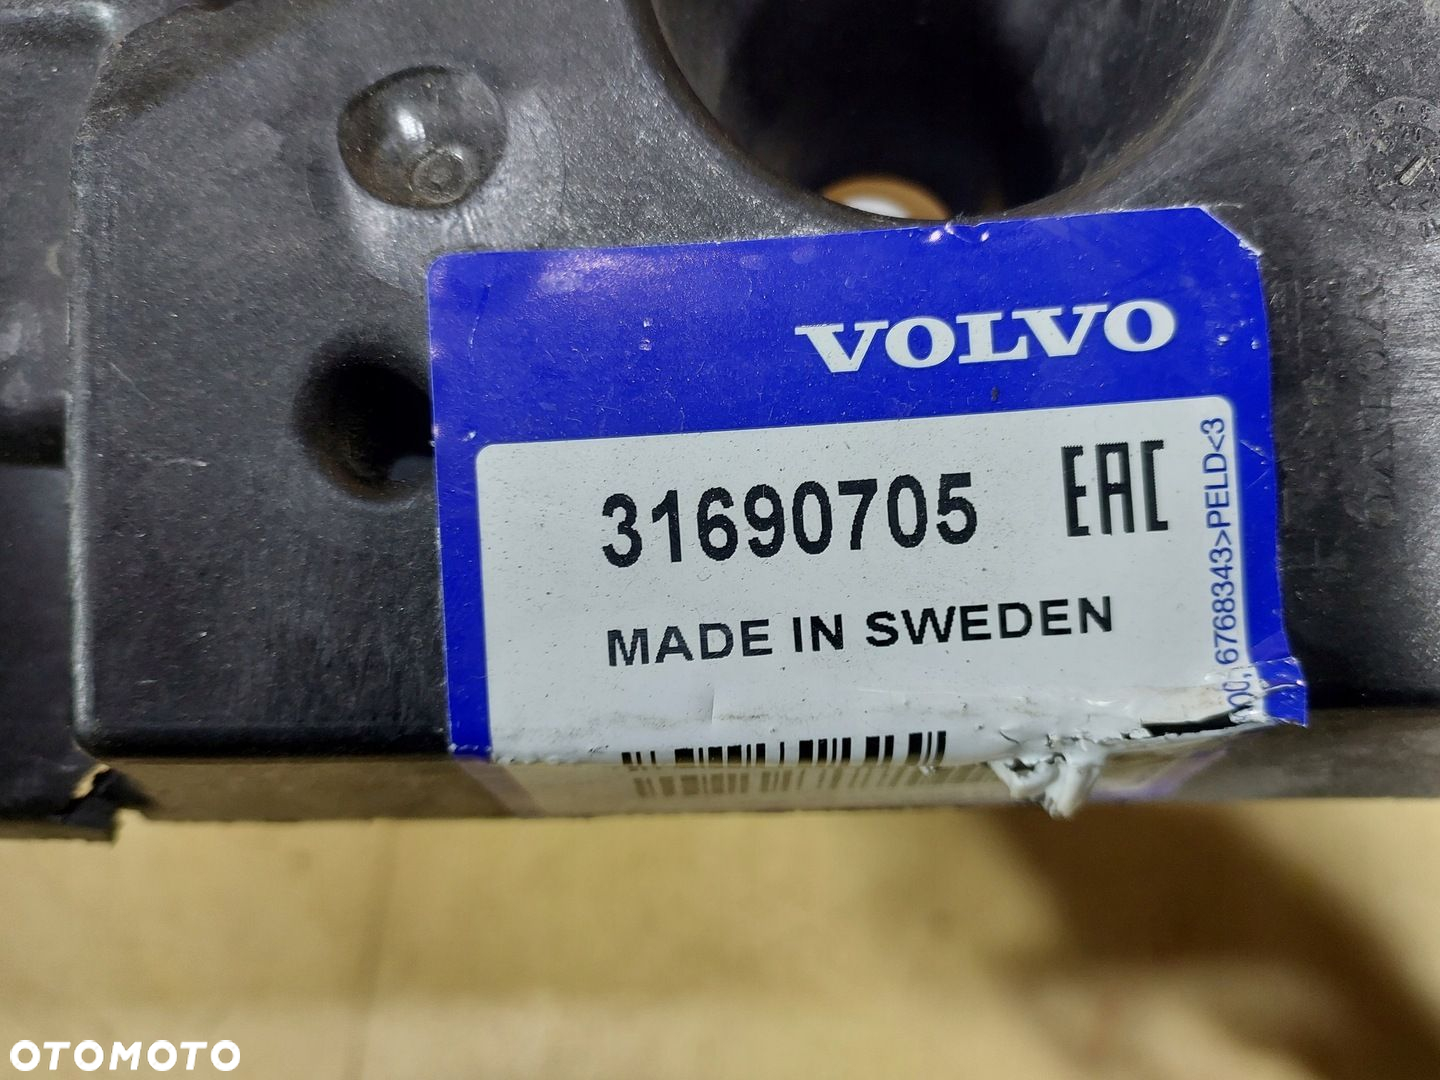 VOLVO
31690705 EAC
MADE IN SWEDEN
6768343>PELD<3
OTOMOTO